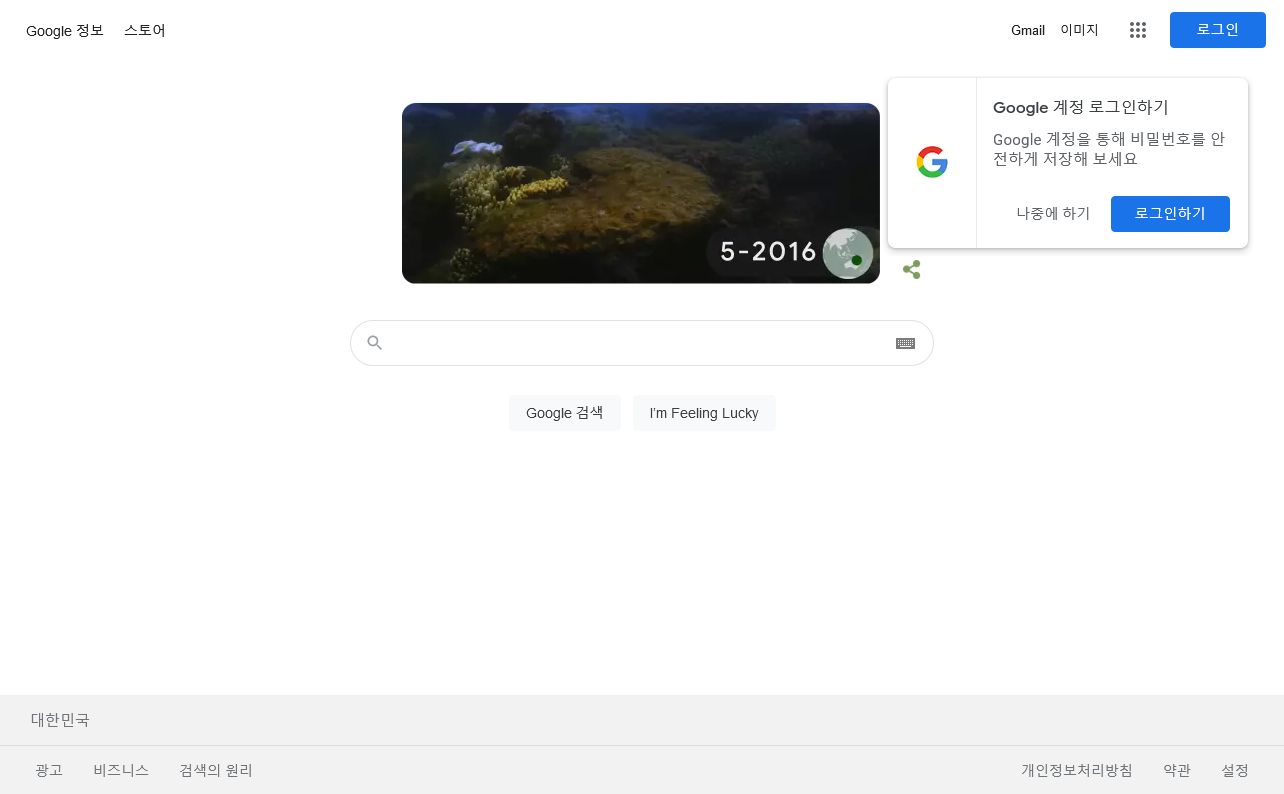 Google 정보 스토어
Gmail 이미지 로그인
Google 계정 로그인하기
Google 계정을 통해 비밀번호를 안
전하게 저장해 보세요
나중에 하기 로그인하기
5-2016
Google 검색 I'm Feeling Lucky
대한민국
광고 비즈니스 검색의 원리
개인정보처리방침 약관 설정